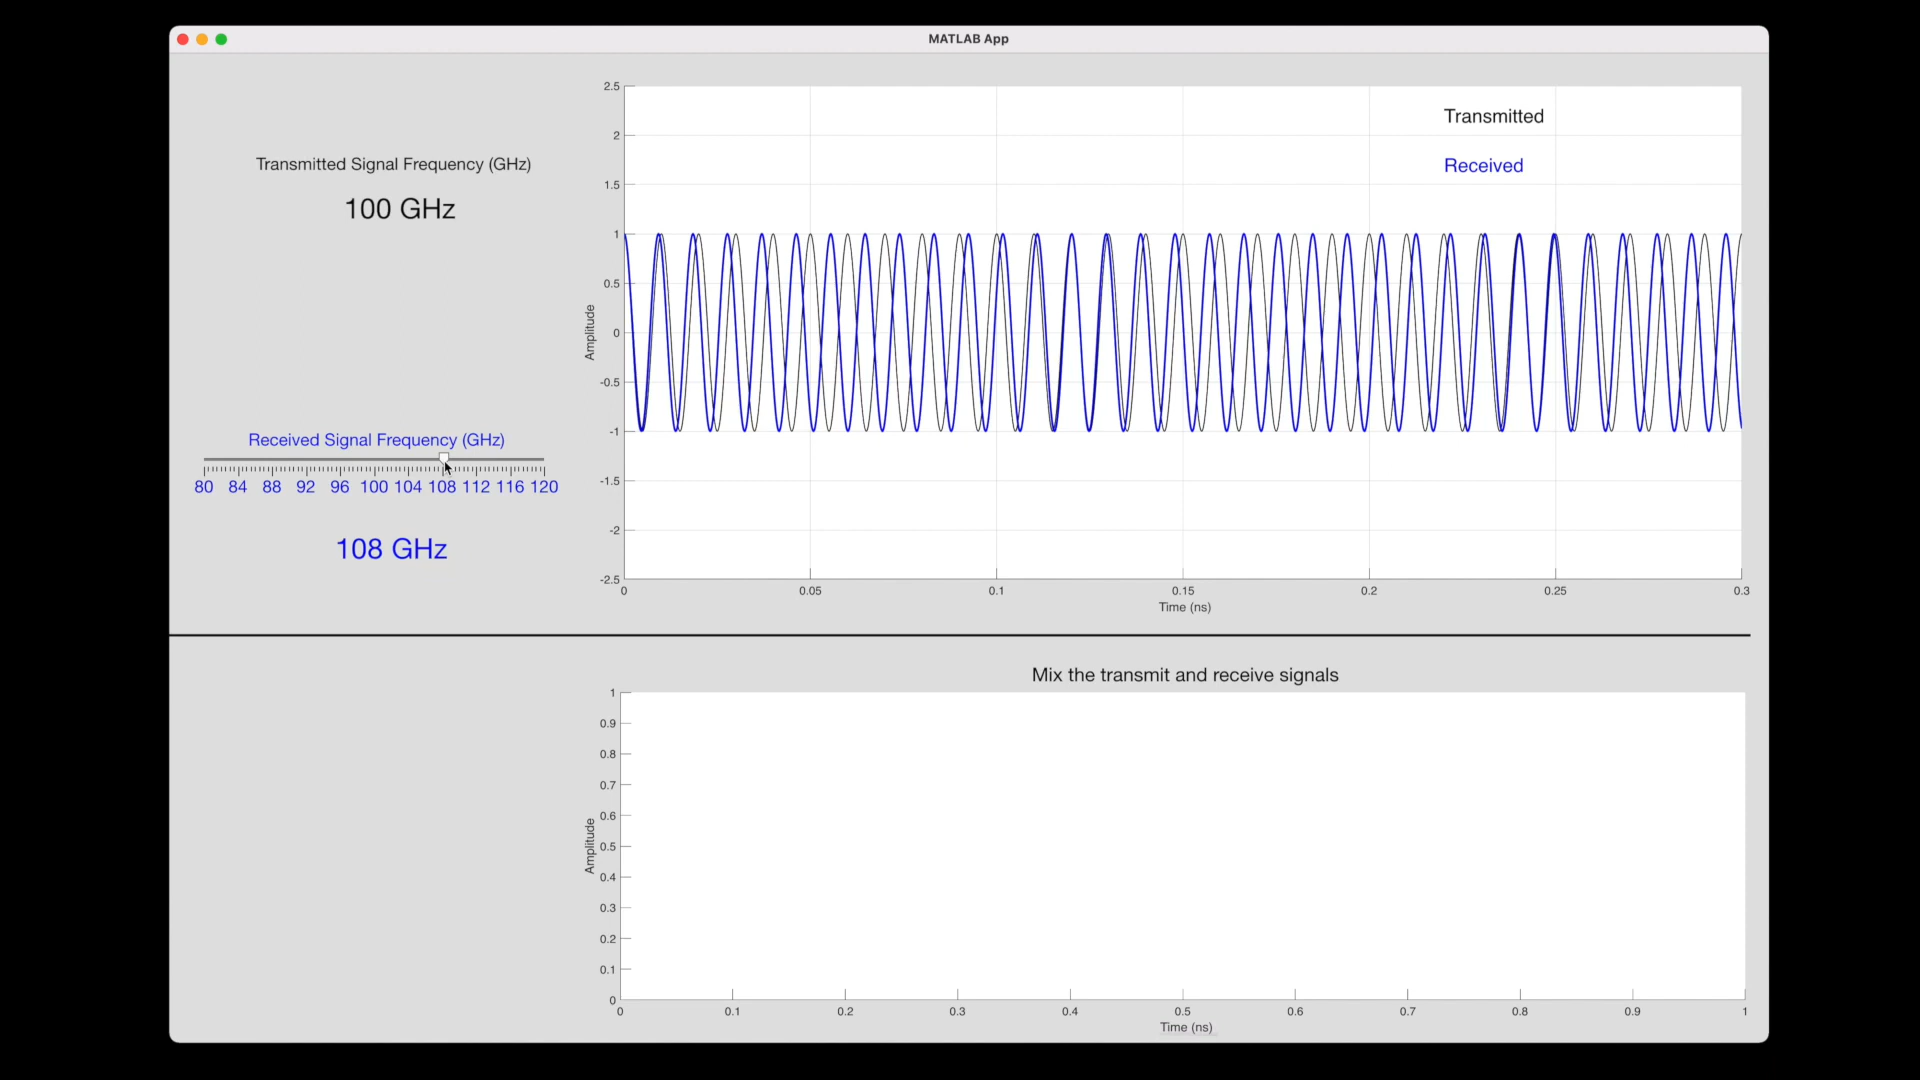 MATLAB App
Transmitted Signal Frequency (GHz)
100 GHz
Received Signal Frequency (GHz)
80 84 88 92 96 100 104 108 112 116 120
108 GHz
2.5
2
1.5
1
0.5
0
-0.5
-1
-1.5
-2
-2.5
Amplitude
Transmitted
Received
0 0.05 0.1 0.15 0.2 0.25 0.3
Time (ns)
Mix the transmit and receive signals
1
0.9
0.8
0.7
0.6
0.5
0.4
0.3
0.2
0.1
0
Amplitude
0 0.1 0.2 0.3 0.4 0.5 0.6 0.7 0.8 0.9 1
Time (ns)